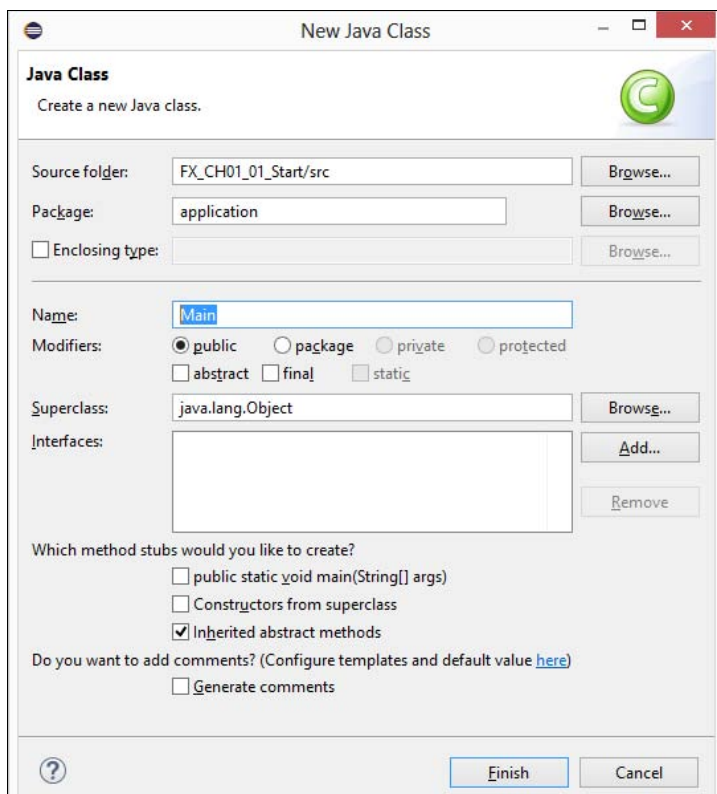 New Java Class
Java Class
Create a new Java class.
Source folder: FX_CH01_01_Start/src Browse...
Package: application Browse...
Enclosing type: Browse...
Name: Main
Modifiers: public package private protected
abstract final static
Superclass: java.lang.Object Browse...
Interfaces: Add...
Remove
Which method stubs would you like to create?
public static void main(String[] args)
Constructors from superclass
Inherited abstract methods
Do you want to add comments? (Configure templates and default value here)
Generate comments
? Finish Cancel